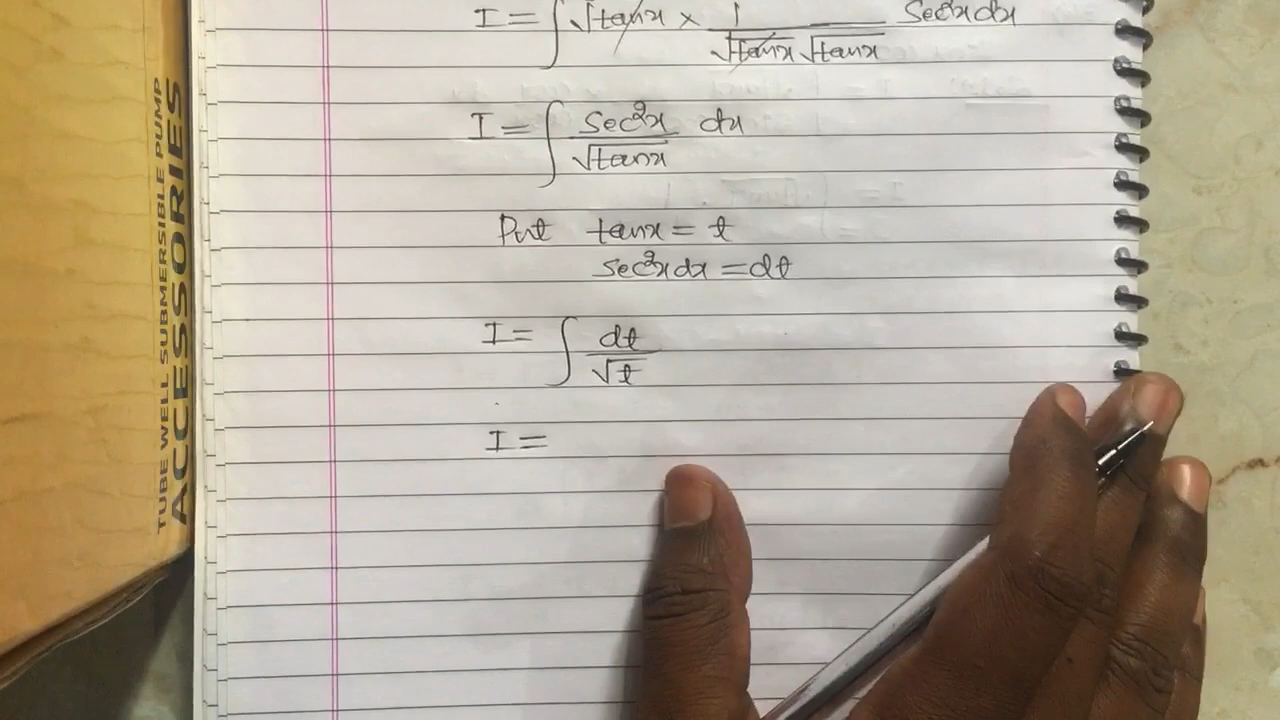 I = ∫ √tanx × 1/(√tanx √tanx) Sec²x dx
I = ∫ Sec²x/√tanx dx
Put tanx = t
sec²x dx = dt
I = ∫ dt/√t
I =
TUBE WELL SUBMERSIBLE PUMP
ACCESSORIES